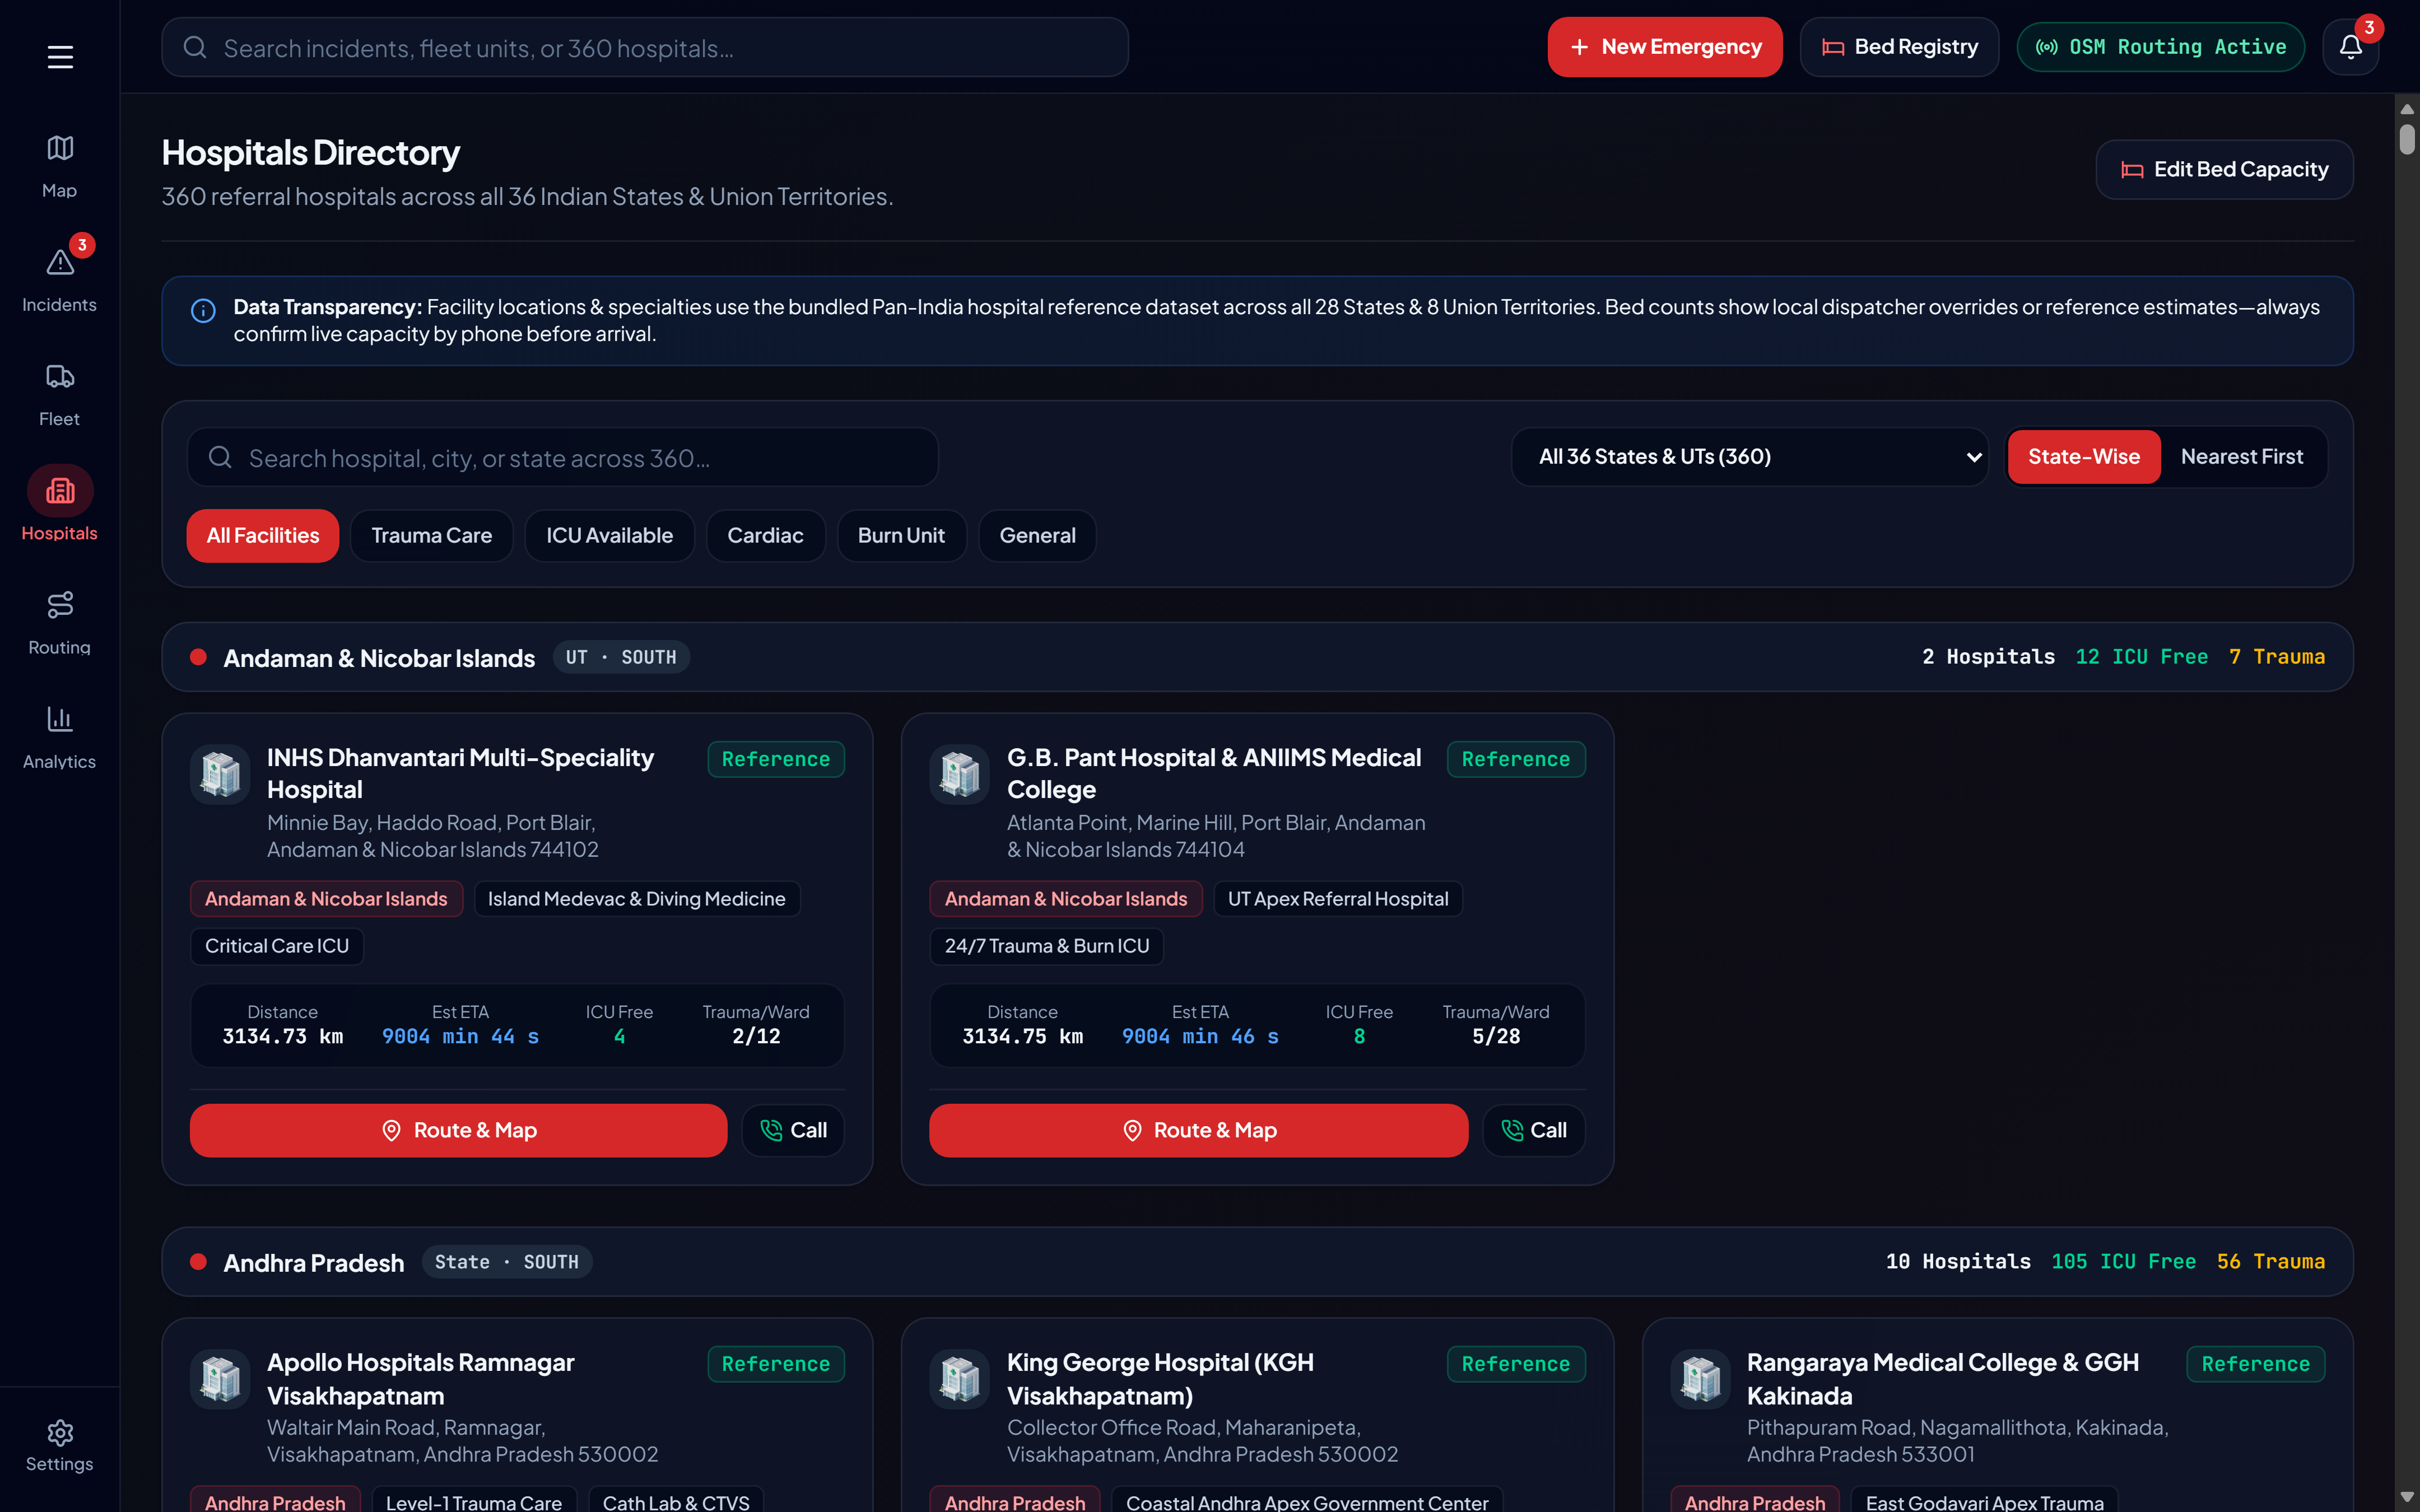 Search incidents, fleet units, or 360 hospitals...
New Emergency
Bed Registry
OSM Routing Active
3
Map
3
Incidents
Fleet
Hospitals
Routing
Analytics
Settings
Hospitals Directory
360 referral hospitals across all 36 Indian States & Union Territories.
Edit Bed Capacity
Data Transparency: Facility locations & specialties use the bundled Pan-India hospital reference dataset across all 28 States & 8 Union Territories. Bed counts show local dispatcher overrides or reference estimates—always
confirm live capacity by phone before arrival.
Search hospital, city, or state across 360...
All 36 States & UTs (360)
State-Wise
Nearest First
All Facilities
Trauma Care
ICU Available
Cardiac
Burn Unit
General
Andaman & Nicobar Islands
UT · SOUTH
2 Hospitals
12 ICU Free
7 Trauma
INHS Dhanvantari Multi-Speciality
Hospital
Reference
Minnie Bay, Haddo Road, Port Blair,
Andaman & Nicobar Islands 744102
Andaman & Nicobar Islands
Island Medevac & Diving Medicine
Critical Care ICU
Distance
3134.73 km
Est ETA
9004 min 44 s
ICU Free
4
Trauma/Ward
2/12
Route & Map
Call
G.B. Pant Hospital & ANIIMS Medical
College
Reference
Atlanta Point, Marine Hill, Port Blair, Andaman
& Nicobar Islands 744104
Andaman & Nicobar Islands
UT Apex Referral Hospital
24/7 Trauma & Burn ICU
Distance
3134.75 km
Est ETA
9004 min 46 s
ICU Free
8
Trauma/Ward
5/28
Route & Map
Call
Andhra Pradesh
State · SOUTH
10 Hospitals
105 ICU Free
56 Trauma
Apollo Hospitals Ramnagar
Visakhapatnam
Reference
Waltair Main Road, Ramnagar,
Visakhapatnam, Andhra Pradesh 530002
Andhra Pradesh
Level-1 Trauma Care
Cath Lab & CTVS
King George Hospital (KGH
Visakhapatnam)
Reference
Collector Office Road, Maharanipeta,
Visakhapatnam, Andhra Pradesh 530002
Andhra Pradesh
Coastal Andhra Apex Government Center
Rangaraya Medical College & GGH
Kakinada
Reference
Pithapuram Road, Nagamallithota, Kakinada,
Andhra Pradesh 533001
Andhra Pradesh
East Godavari Apex Trauma